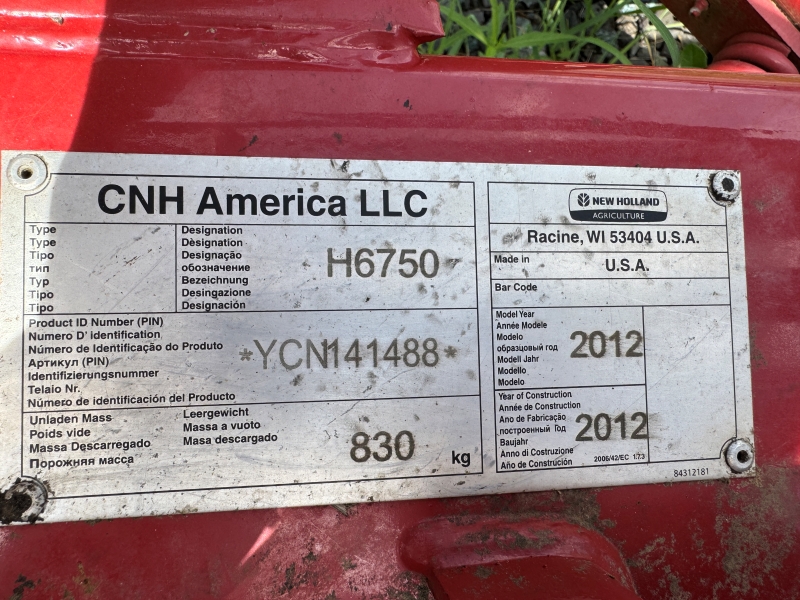 CNH America LLC
Type
Type
Tipo
тип
Typ
Tipo
Tipo
Designation
Dèsignation
Designação
обозначение
Bezeichnung
Desingazione
Designación
H6750
Product ID Number (PIN)
Numero D' identification
Número de Identificação do Produto
Артикул (PIN)
Identifizierungsnummer
Telaio Nr.
Número de identificación del Producto
*YCN141488*
Unladen Mass
Poids vide
Massa Descarregado
Порожняя масса
Leergewicht
Massa a vuoto
Masa descargado
830
kg
NEW HOLLAND
AGRICULTURE
Racine, WI 53404 U.S.A.
Made in
U.S.A.
Bar Code
Model Year
Année Modele
Modelo
образцовый год
Modell Jahr
Modello
Modelo
2012
Year of Construction
Année de Construction
Ano de Fabricação
построенный Год
Baujahr
Anno di Costruzione
Año de Construción
2012
2006/42/EC 1.7.3
84312181